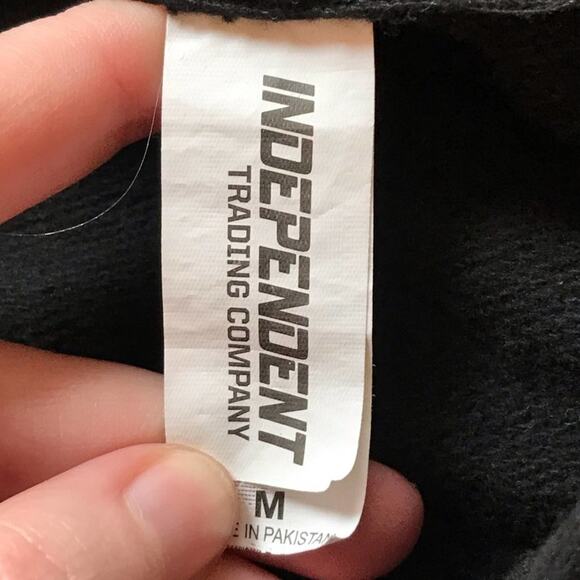 INDEPENDENT
TRADING COMPANY
M
E IN PAKISTAN